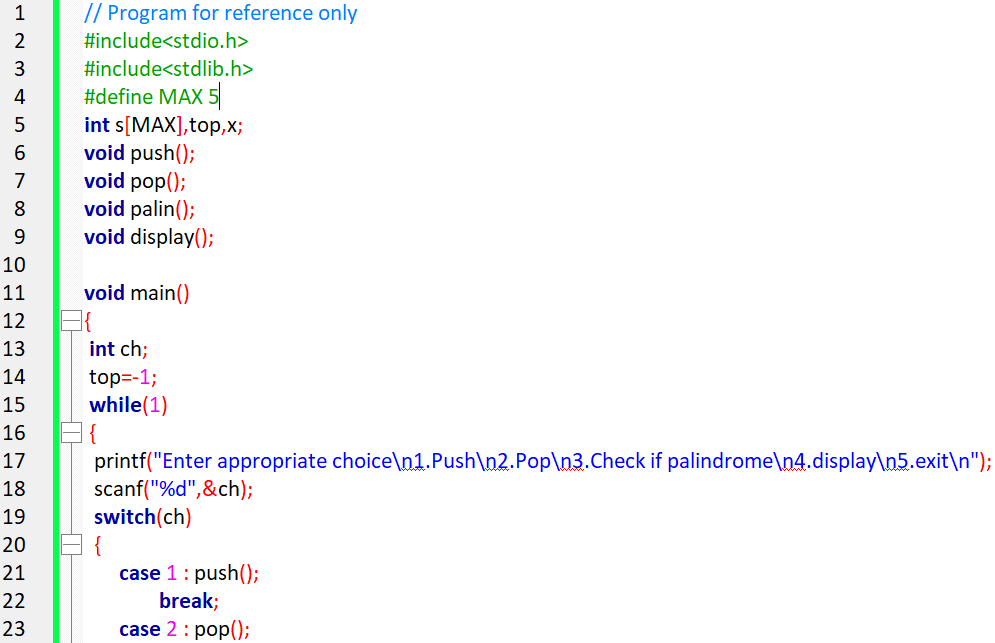 1 // Program for reference only
2 #include<stdio.h>
3 #include<stdlib.h>
4 #define MAX 5
5 int s[MAX],top,x;
6 void push();
7 void pop();
8 void palin();
9 void display();
10
11 void main()
12 {
13 int ch;
14 top=-1;
15 while(1)
16 {
17 printf("Enter appropriate choice\n1.Push\n2.Pop\n3.Check if palindrome\n4.display\n5.exit\n");
18 scanf("%d",&ch);
19 switch(ch)
20 {
21 case 1 : push();
22 break;
23 case 2 : pop();